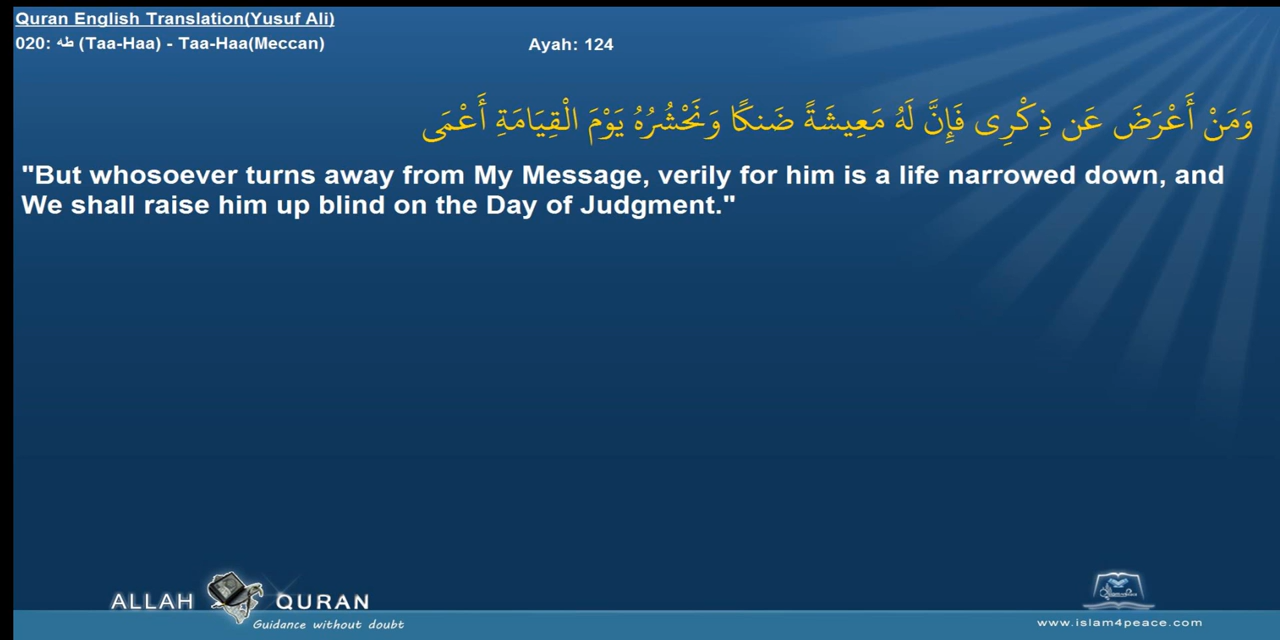 Quran English Translation(Yusuf Ali)
020: طه (Taa-Haa) - Taa-Haa(Meccan) Ayah: 124
وَمَنْ أَعْرَضَ عَن ذِكْرِى فَإِنَّ لَهُ مَعِيشَةً ضَنكًا وَنَحْشُرُهُ يَوْمَ الْقِيَامَةِ أَعْمَى
"But whosoever turns away from My Message, verily for him is a life narrowed down, and
We shall raise him up blind on the Day of Judgment."
ALLAH QURAN
Guidance without doubt
www.islam4peace.com